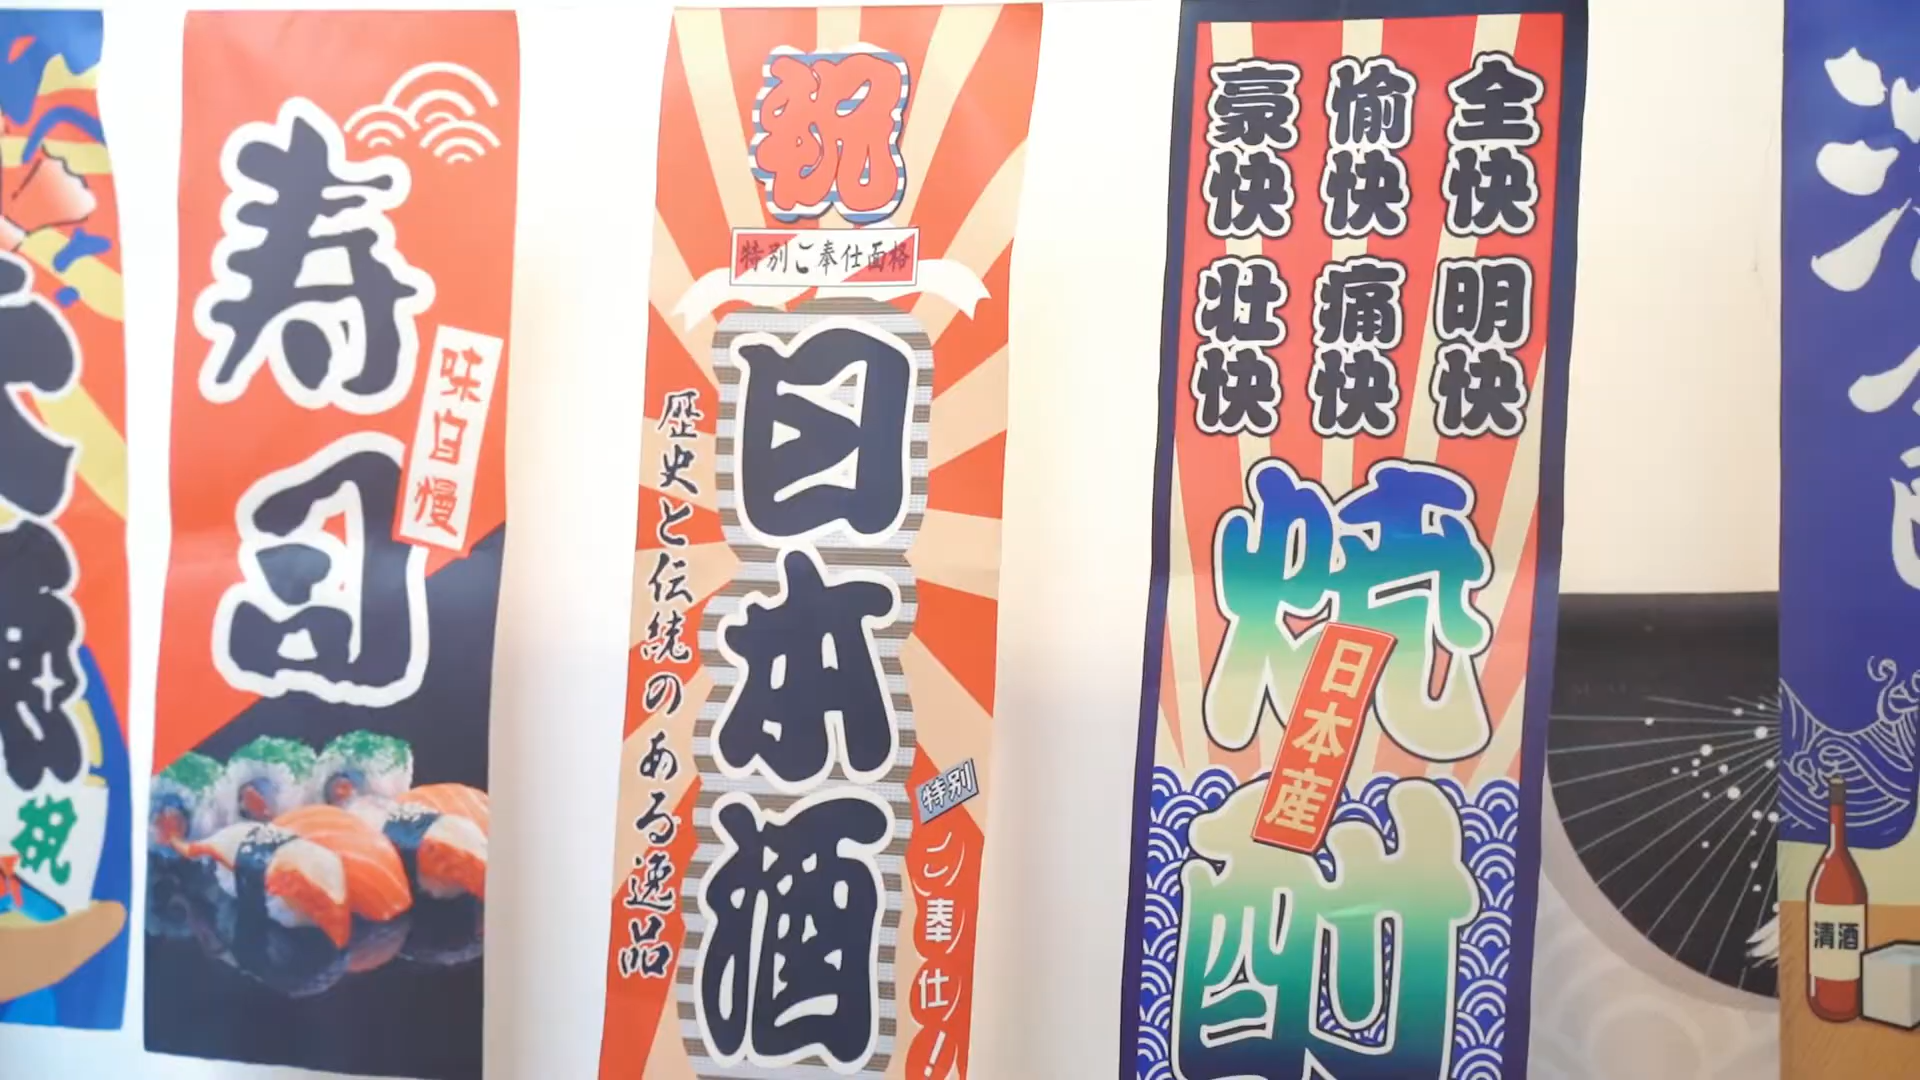 祝
寿司
味自慢
祝
特別ご奉仕面格
日本酒
歴史と伝統のある逸品
特別
ご奉仕!
全快 明快
愉快 痛快
豪快 壮快
焼酎
日本産
清酒